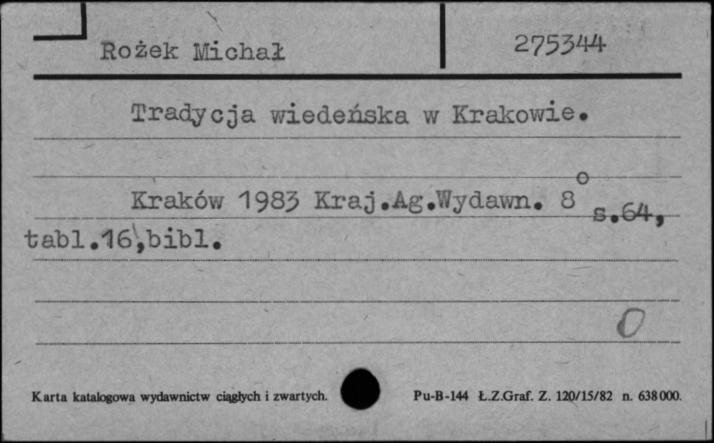 Rożek Michał 275344
Tradycja wiedeńska w Krakowie.
Kraków 1983 Kraj.Ag.Wydawn. 8° s.64,
tabl.16,bibl.
0
Karta katalogowa wydawnictw ciągłych i zwartych. Pu-B-144 Ł.Z.Graf. Z. 120/15/82 n. 638000.